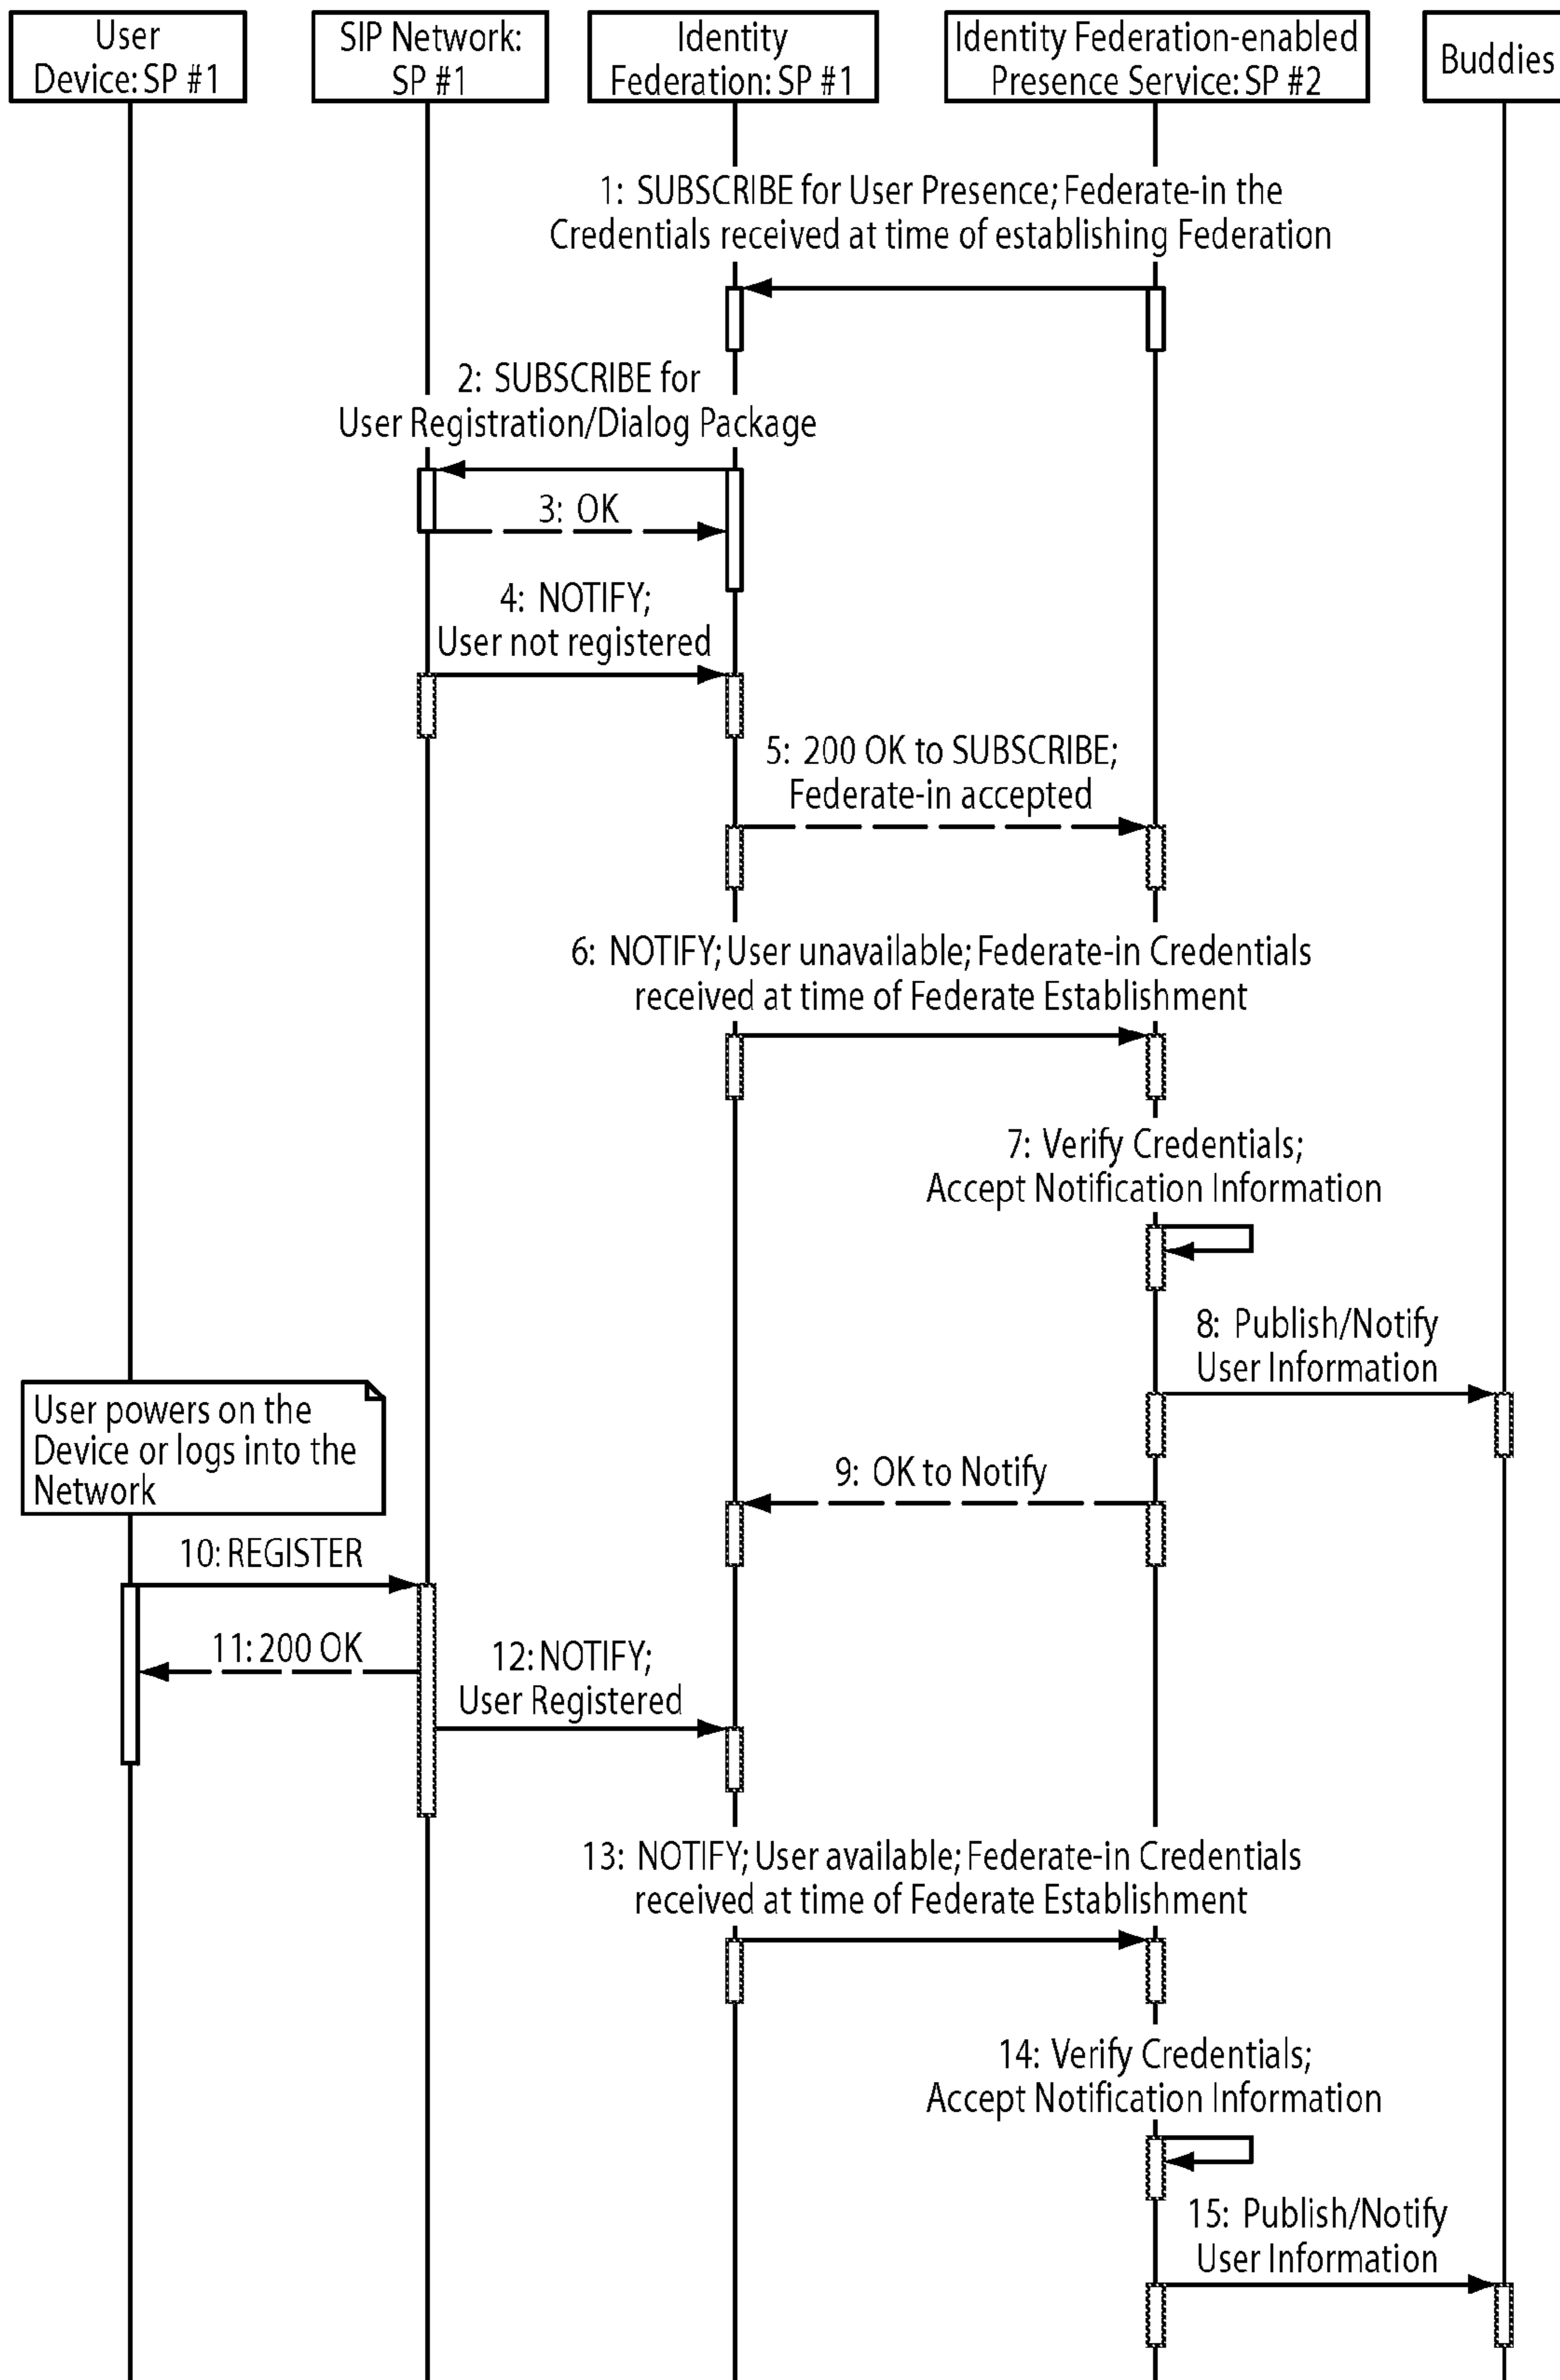 User
Device: SP #1
SIP Network:
SP #1
Identity
Federation: SP #1
Identity Federation-enabled
Presence Service: SP #2
Buddies
1: SUBSCRIBE for User Presence; Federate-in the
Credentials received at time of establishing Federation
2: SUBSCRIBE for
User Registration/Dialog Package
3: OK
4: NOTIFY;
User not registered
5: 200 OK to SUBSCRIBE;
Federate-in accepted
6: NOTIFY; User unavailable; Federate-in Credentials
received at time of Federate Establishment
7: Verify Credentials;
Accept Notification Information
8: Publish/Notify
User Information
User powers on the
Device or logs into the
Network
9: OK to Notify
10: REGISTER
11: 200 OK
12: NOTIFY;
User Registered
13: NOTIFY; User available; Federate-in Credentials
received at time of Federate Establishment
14: Verify Credentials;
Accept Notification Information
15: Publish/Notify
User Information